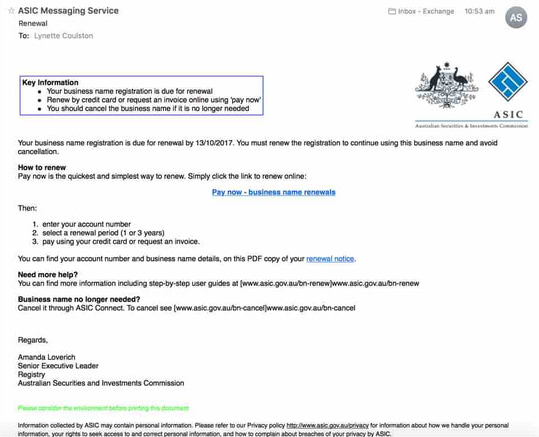 ASIC Messaging Service
Inbox - Exchange
10:53 am
AS
Renewal
To: Lynette Coulston
Key Information
• Your business name registration is due for renewal
• Renew by credit card or request an invoice online using 'pay now'
• You should cancel the business name if it is no longer needed
ASIC
Australian Securities & Investments Commission
Your business name registration is due for renewal by 13/10/2017. You must renew the registration to continue using this business name and avoid
cancellation.
How to renew
Pay now is the quickest and simplest way to renew. Simply click the link to renew online:
Pay now - business name renewals
Then:
1. enter your account number
2. select a renewal period (1 or 3 years)
3. pay using your credit card or request an invoice.
You can find your account number and business name details, on this PDF copy of your renewal notice.
Need more help?
You can find more information including step-by-step user guides at [www.asic.gov.au/bn-renew]www.asic.gov.au/bn-renew
Business name no longer needed?
Cancel it through ASIC Connect. To cancel see [www.asic.gov.au/bn-cancel]www.asic.gov.au/bn-cancel
Regards,
Amanda Loverich
Senior Executive Leader
Registry
Australian Securities and Investments Commission
Please consider the environment before printing this document
Information collected by ASIC may contain personal information. Please refer to our Privacy policy http://www.asic.gov.au/privacy for information about how we handle your personal
information, your rights to seek access to and correct personal information, and how to complain about breaches of your privacy by ASIC.